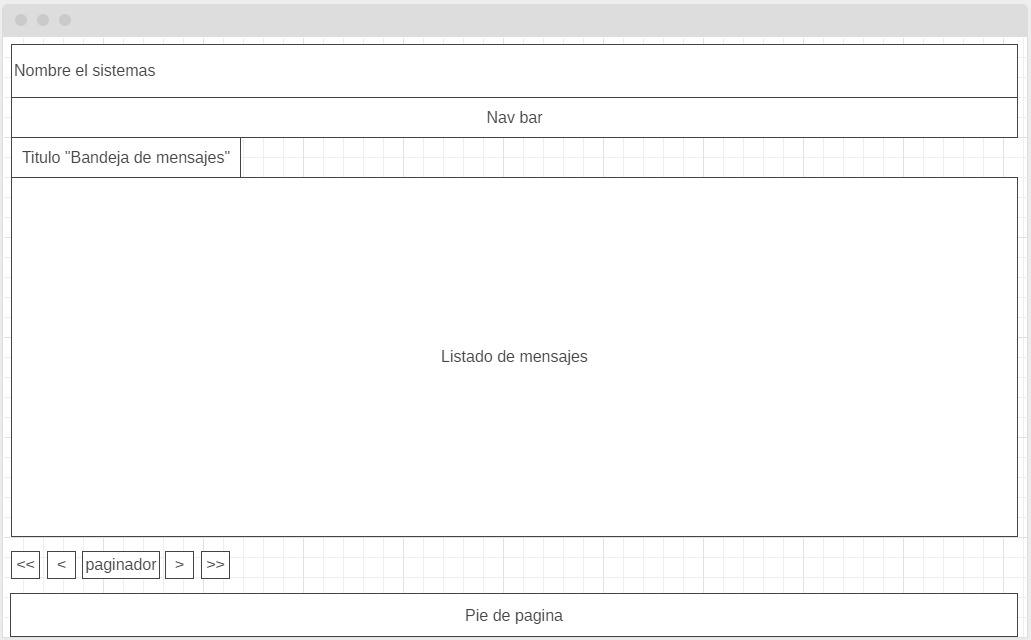 Nombre el sistemas
Nav bar
Titulo "Bandeja de mensajes"
Listado de mensajes
<< < paginador > >>
Pie de pagina